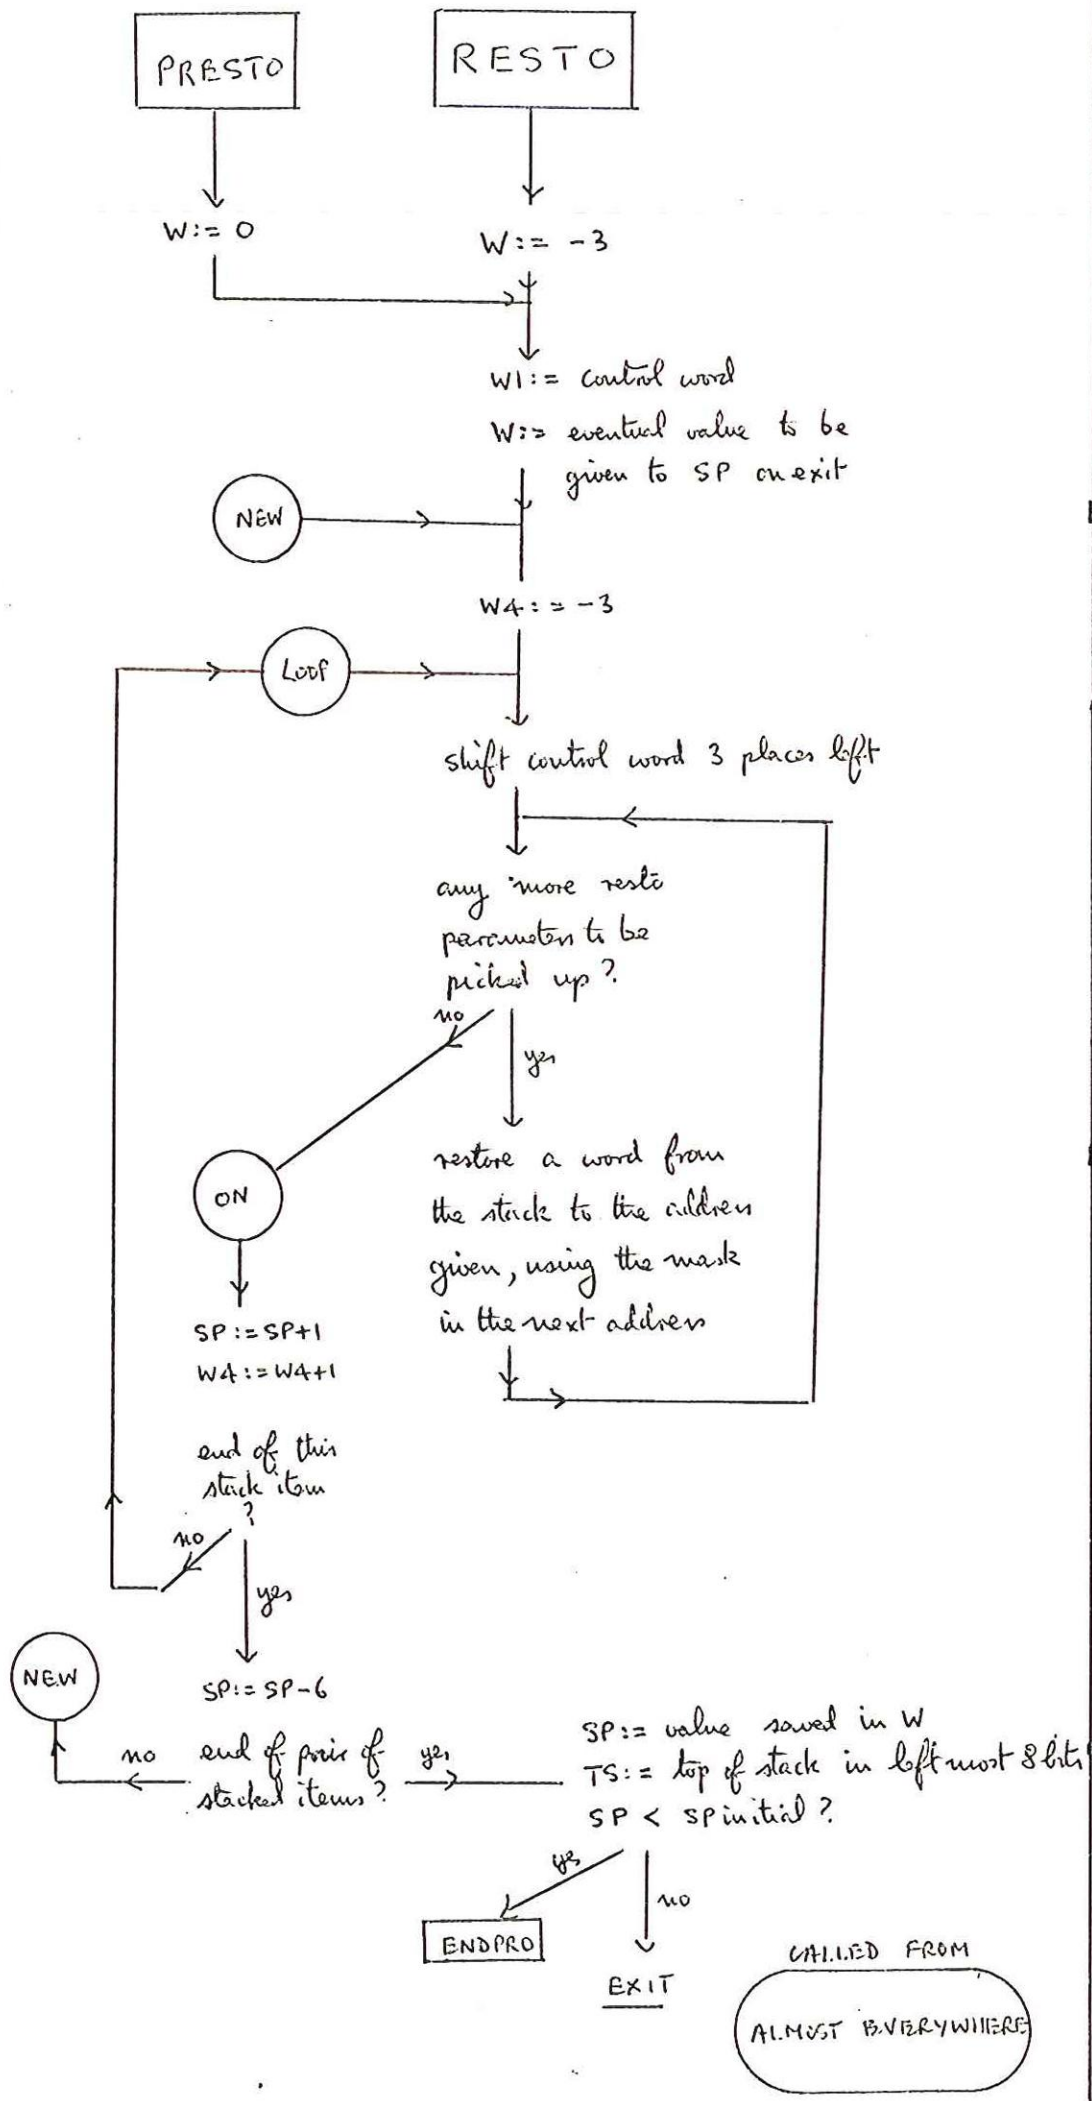 PRESTO
RESTO
W:= 0
W:= -3
W1:= control word
W:= eventual value to be
given to SP on exit
NEW
W4:= -3
LOOP
shift control word 3 places left
any more resto
parameters to be
picked up?
no
yes
ON
restore a word from
the stack to the address
given, using the mask
in the next address
SP:=SP+1
W4:=W4+1
end of this
stack item
?
no
yes
NEW
SP:=SP-6
no
end of pair of
stacked items?
yes
SP:= value saved in W
TS:= top of stack in leftmost 8 bits
SP < SP initial?
yes
no
ENDPRO
EXIT
CALLED FROM
ALMOST EVERYWHERE